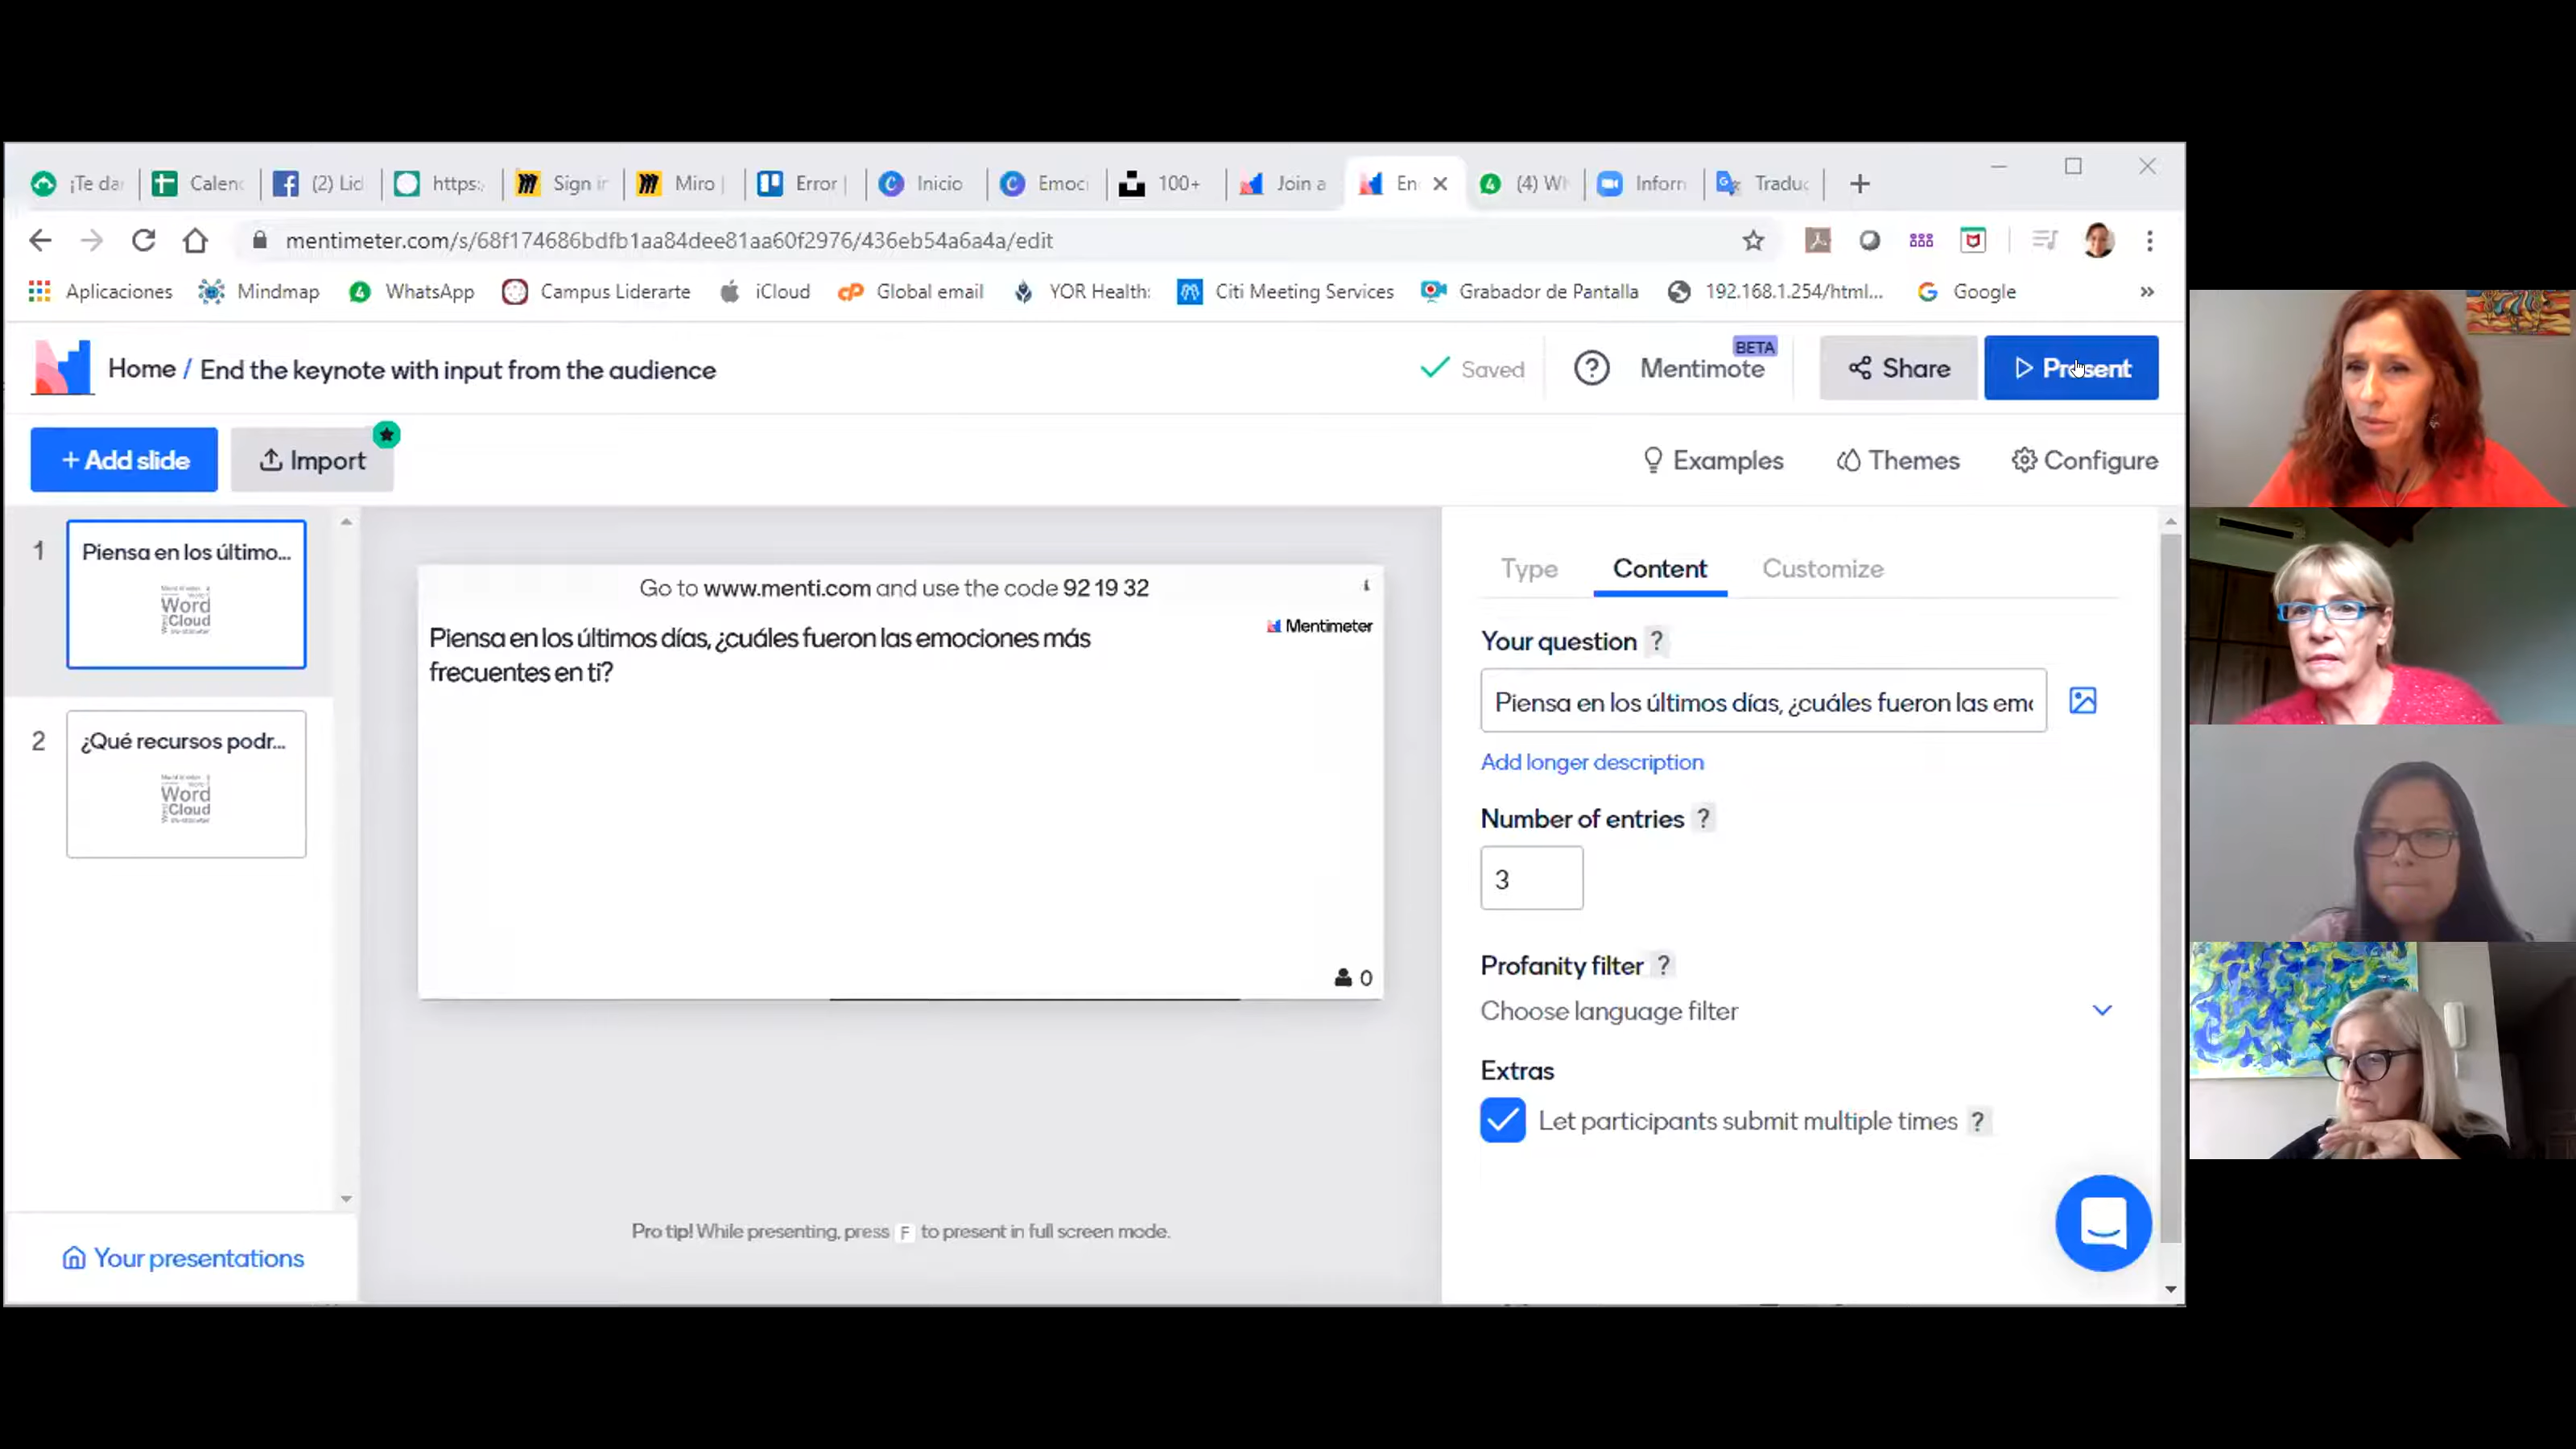 ¡Te da
Calen
(2) Lid
https:
Sign in
Miro |
Error |
Inicio
Emoc
100+
Join a
En
(4) Wh
Inforn
Traduc
mentimeter.com/s/68f174686bdfb1aa84dee81aa60f2976/436eb54a6a4a/edit
Aplicaciones
Mindmap
WhatsApp
Campus Liderarte
iCloud
Global email
YOR Health:
Citi Meeting Services
Grabador de Pantalla
192.168.1.254/html...
Google
»
Home / End the keynote with input from the audience
Saved
Mentimote
BETA
Share
Present
+ Add slide
Import
Examples
Themes
Configure
1
Piensa en los último...
Word
Cloud
2
¿Qué recursos podr...
Word
Cloud
Your presentations
Go to www.menti.com and use the code 92 19 32
Mentimeter
Piensa en los últimos días, ¿cuáles fueron las emociones más
frecuentes en ti?
0
Pro tip! While presenting, press F to present in full screen mode.
Type
Content
Customize
Your question ?
Piensa en los últimos días, ¿cuáles fueron las emo
Add longer description
Number of entries ?
3
Profanity filter ?
Choose language filter
Extras
Let participants submit multiple times ?